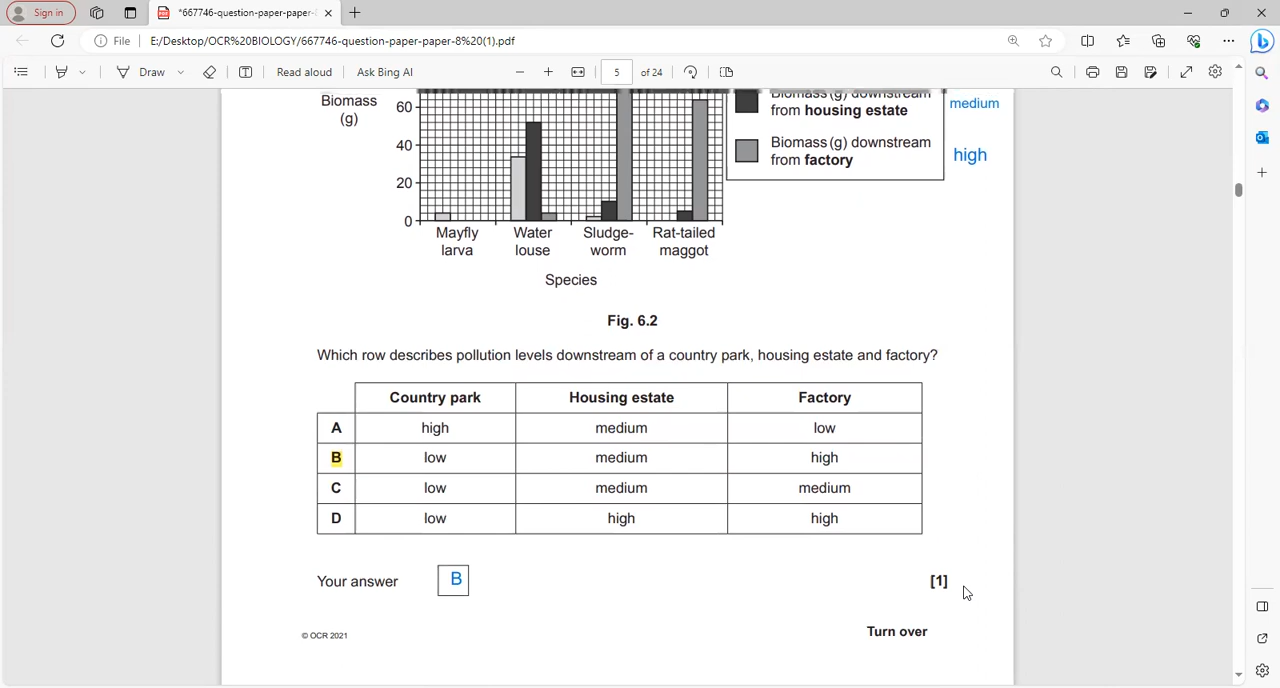 Sign in
*667746-question-paper-paper-
File
E:/Desktop/OCR%20BIOLOGY/667746-question-paper-paper-8%20(1).pdf
Draw
Read aloud
Ask Bing AI
5
of 24
Biomass
(g)
60
40
20
0
Biomass (g) downstream
from housing estate
medium
Biomass (g) downstream
from factory
high
Mayfly
larva
Water
louse
Sludge-
worm
Rat-tailed
maggot
Species
Fig. 6.2
Which row describes pollution levels downstream of a country park, housing estate and factory?
Country park Housing estate Factory
A high medium low
B low medium high
C low medium medium
D low high high
Your answer B [1]
© OCR 2021
Turn over